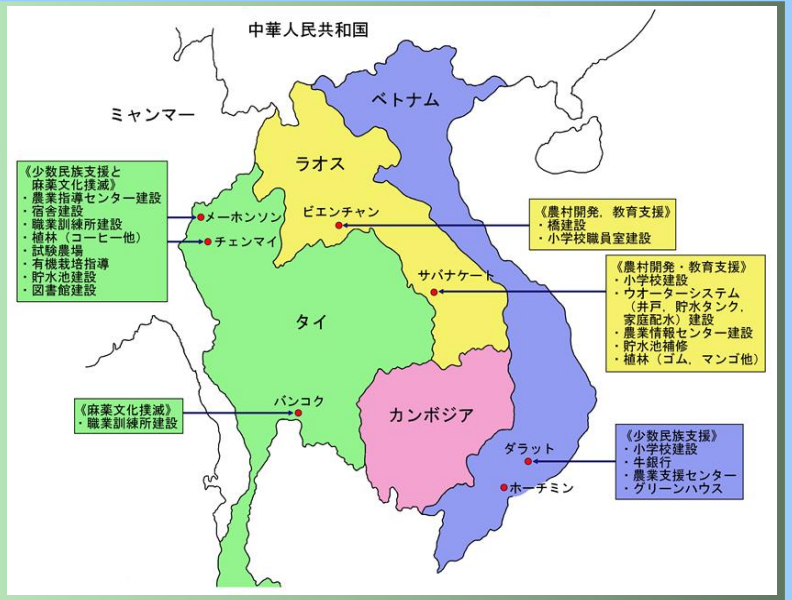 中華人民共和国
ベトナム
ミャンマー
ラオス
《少数民族支援と
麻薬文化撲滅》
・農業指導センター建設
・宿舎建設
・職業訓練所建設
・植林（コーヒー他）
・試験農場
・有機栽培指導
・貯水池建設
・図書館建設
メーホンソン
チェンマイ
ビエンチャン
《農村開発，教育支援》
・橋建設
・小学校職員室建設
サバナケート
《農村開発・教育支援》
・小学校建設
・ウオーターシステム
（井戸，貯水タンク，
家庭配水）建設
・農業情報センター建設
・貯水池補修
・植林（ゴム，マンゴ他）
タイ
バンコク
《麻薬文化撲滅》
・職業訓練所建設
カンボジア
ダラット
ホーチミン
《少数民族支援》
・小学校建設
・牛銀行
・農業支援センター
・グリーンハウス